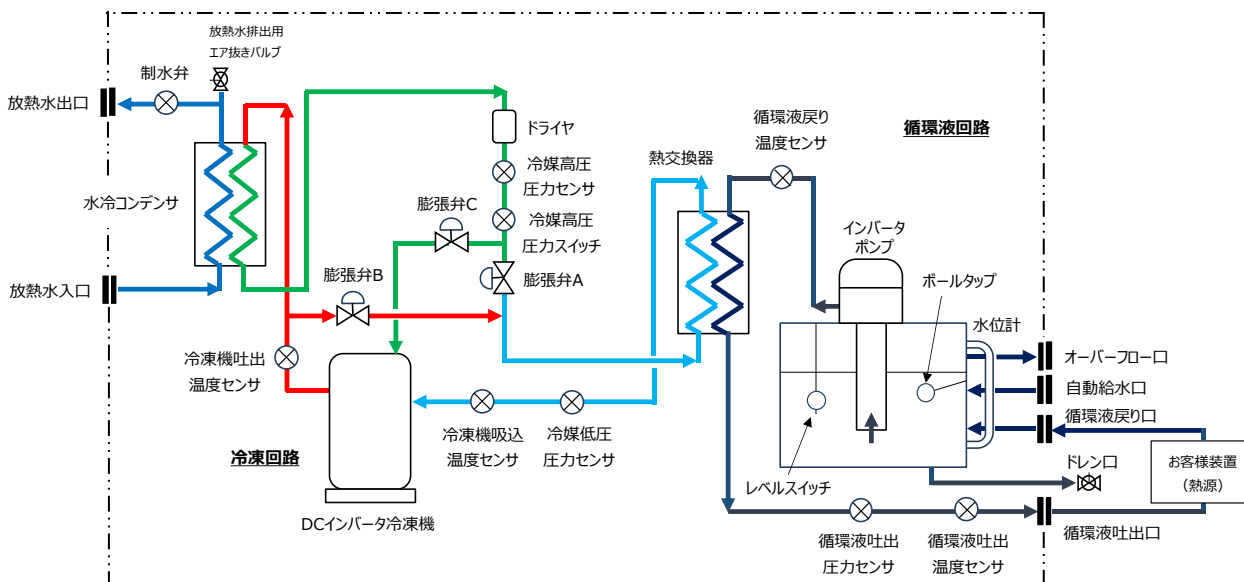 放熱水排出用
エア抜きバルブ
制水弁
放熱水出口
水冷コンデンサ
放熱水入口
ドライヤ
冷媒高圧
圧力センサ
冷媒高圧
圧力スイッチ
膨張弁C
膨張弁B
膨張弁A
冷凍機吐出
温度センサ
冷凍回路
DCインバータ冷凍機
冷凍機吸込
温度センサ
冷媒低圧
圧力センサ
熱交換器
循環液戻り
温度センサ
循環液回路
インバータ
ポンプ
ボールタップ
水位計
レベルスイッチ
オーバーフロー口
自動給水口
循環液戻り口
ドレン口
お客様装置
(熱源)
循環液吐出口
循環液吐出
圧力センサ
循環液吐出
温度センサ